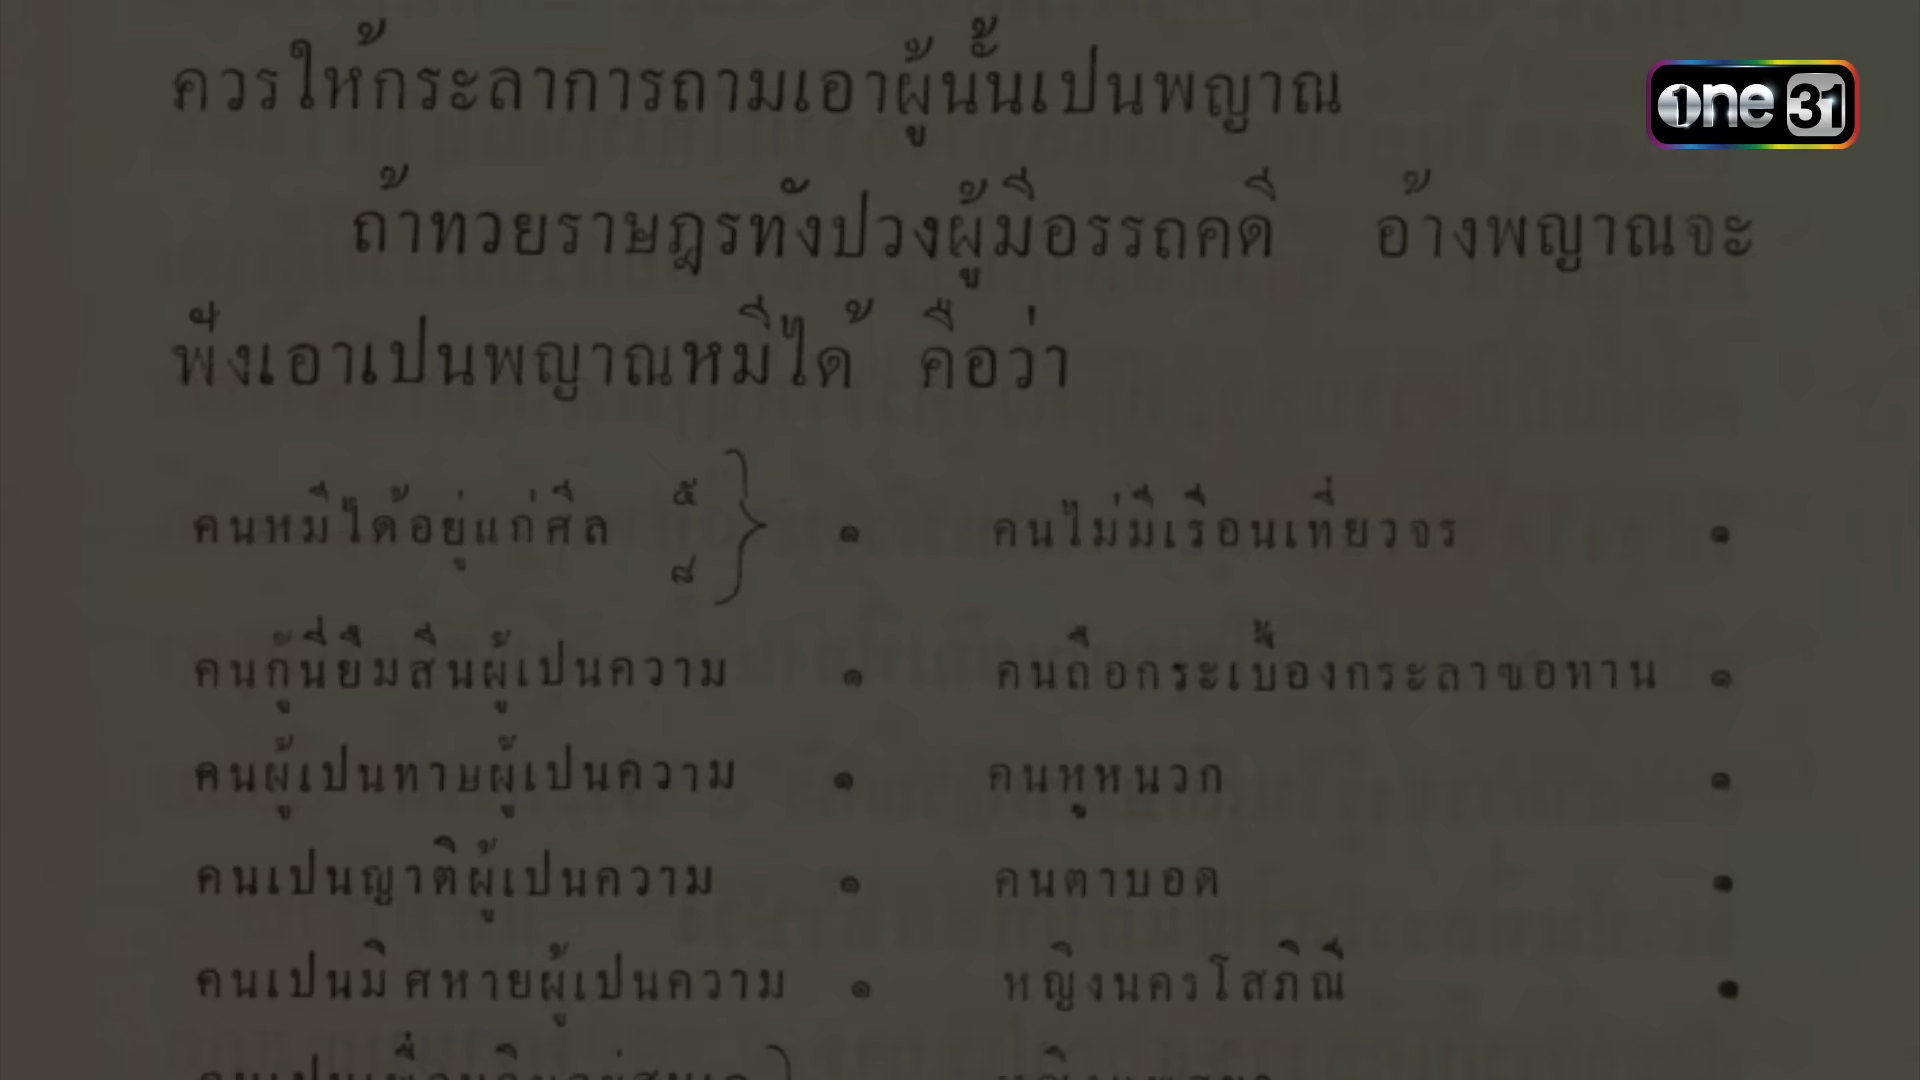 one31
ควรให้กระลาการถามเอาผู้นั้นเปนพญาณ
ถ้าทวยราษฎรทังปวงผู้มีอรรถคดี อ้างพญาณจะ
พึงเอาเปนพญาณหมีได้ คือว่า
คนหมีได้อยู่แก่ศีล ๕ ๘ } ๑ คนไม่มีเรือนเที่ยวจร ๑
คนกู้นี่ยืมสีนผู้เปนความ ๑ คนถือกระเบื้องกระลาขอทาน ๑
คนผู้เปนทาษผู้เปนความ ๑ คนหูหนวก ๑
คนเปนญาติผู้เปนความ ๑ คนตาบอด ๑
คนเปนมิศหายผู้เปนความ ๑ หญิงนครโสภิณี ๑